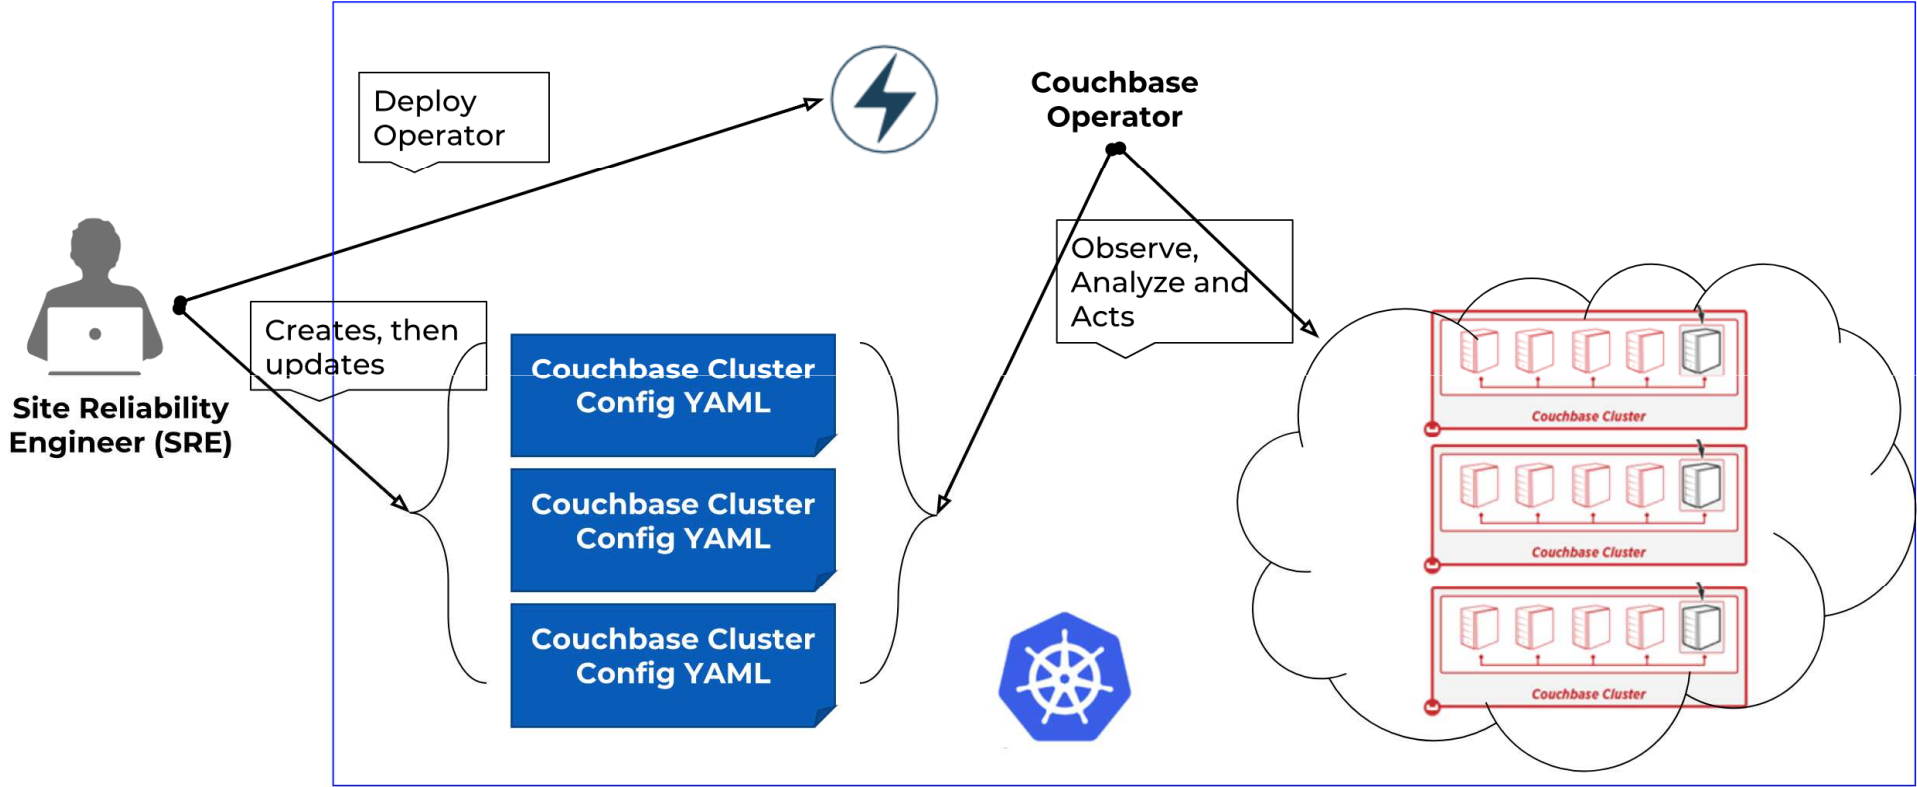 Deploy
Operator
Couchbase
Operator
Site Reliability
Engineer (SRE)
Creates, then
updates
Observe,
Analyze and
Acts
Couchbase Cluster
Config YAML
Couchbase Cluster
Config YAML
Couchbase Cluster
Config YAML
Couchbase Cluster
Couchbase Cluster
Couchbase Cluster